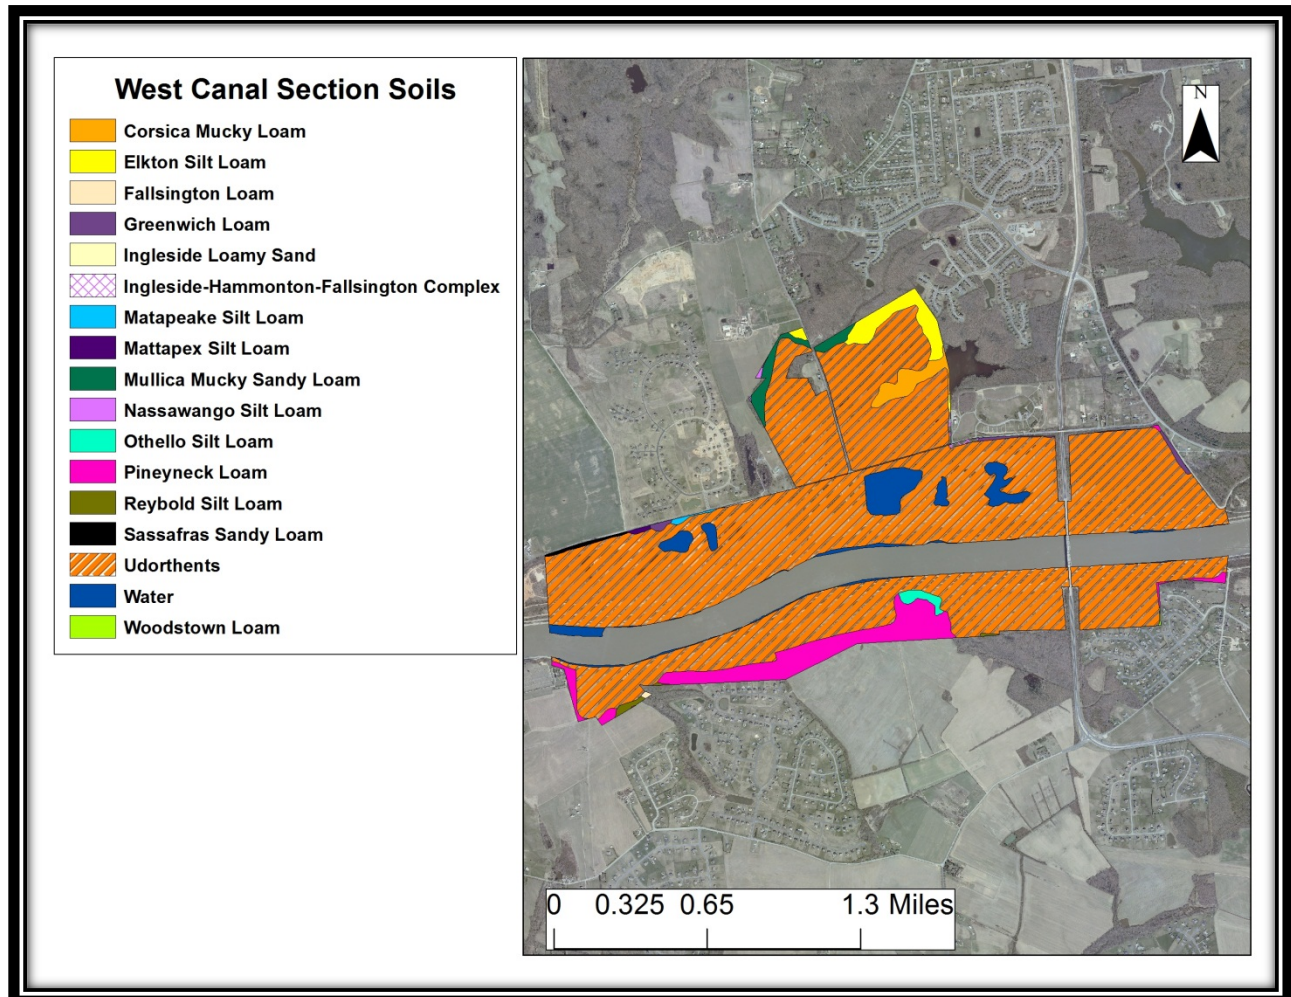 West Canal Section Soils
Corsica Mucky Loam
Elkton Silt Loam
Fallsington Loam
Greenwich Loam
Ingleside Loamy Sand
Ingleside-Hammonton-Fallsington Complex
Matapeake Silt Loam
Mattapex Silt Loam
Mullica Mucky Sandy Loam
Nassawango Silt Loam
Othello Silt Loam
Pineyneck Loam
Reybold Silt Loam
Sassafras Sandy Loam
Udorthents
Water
Woodstown Loam
N
0 0.325 0.65 1.3 Miles